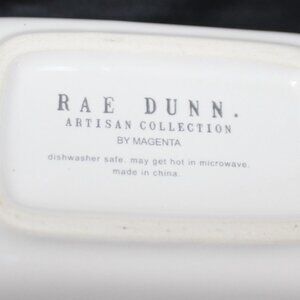 RAE DUNN.
ARTISAN COLLECTION
BY MAGENTA
dishwasher safe. may get hot in microwave.
made in china.